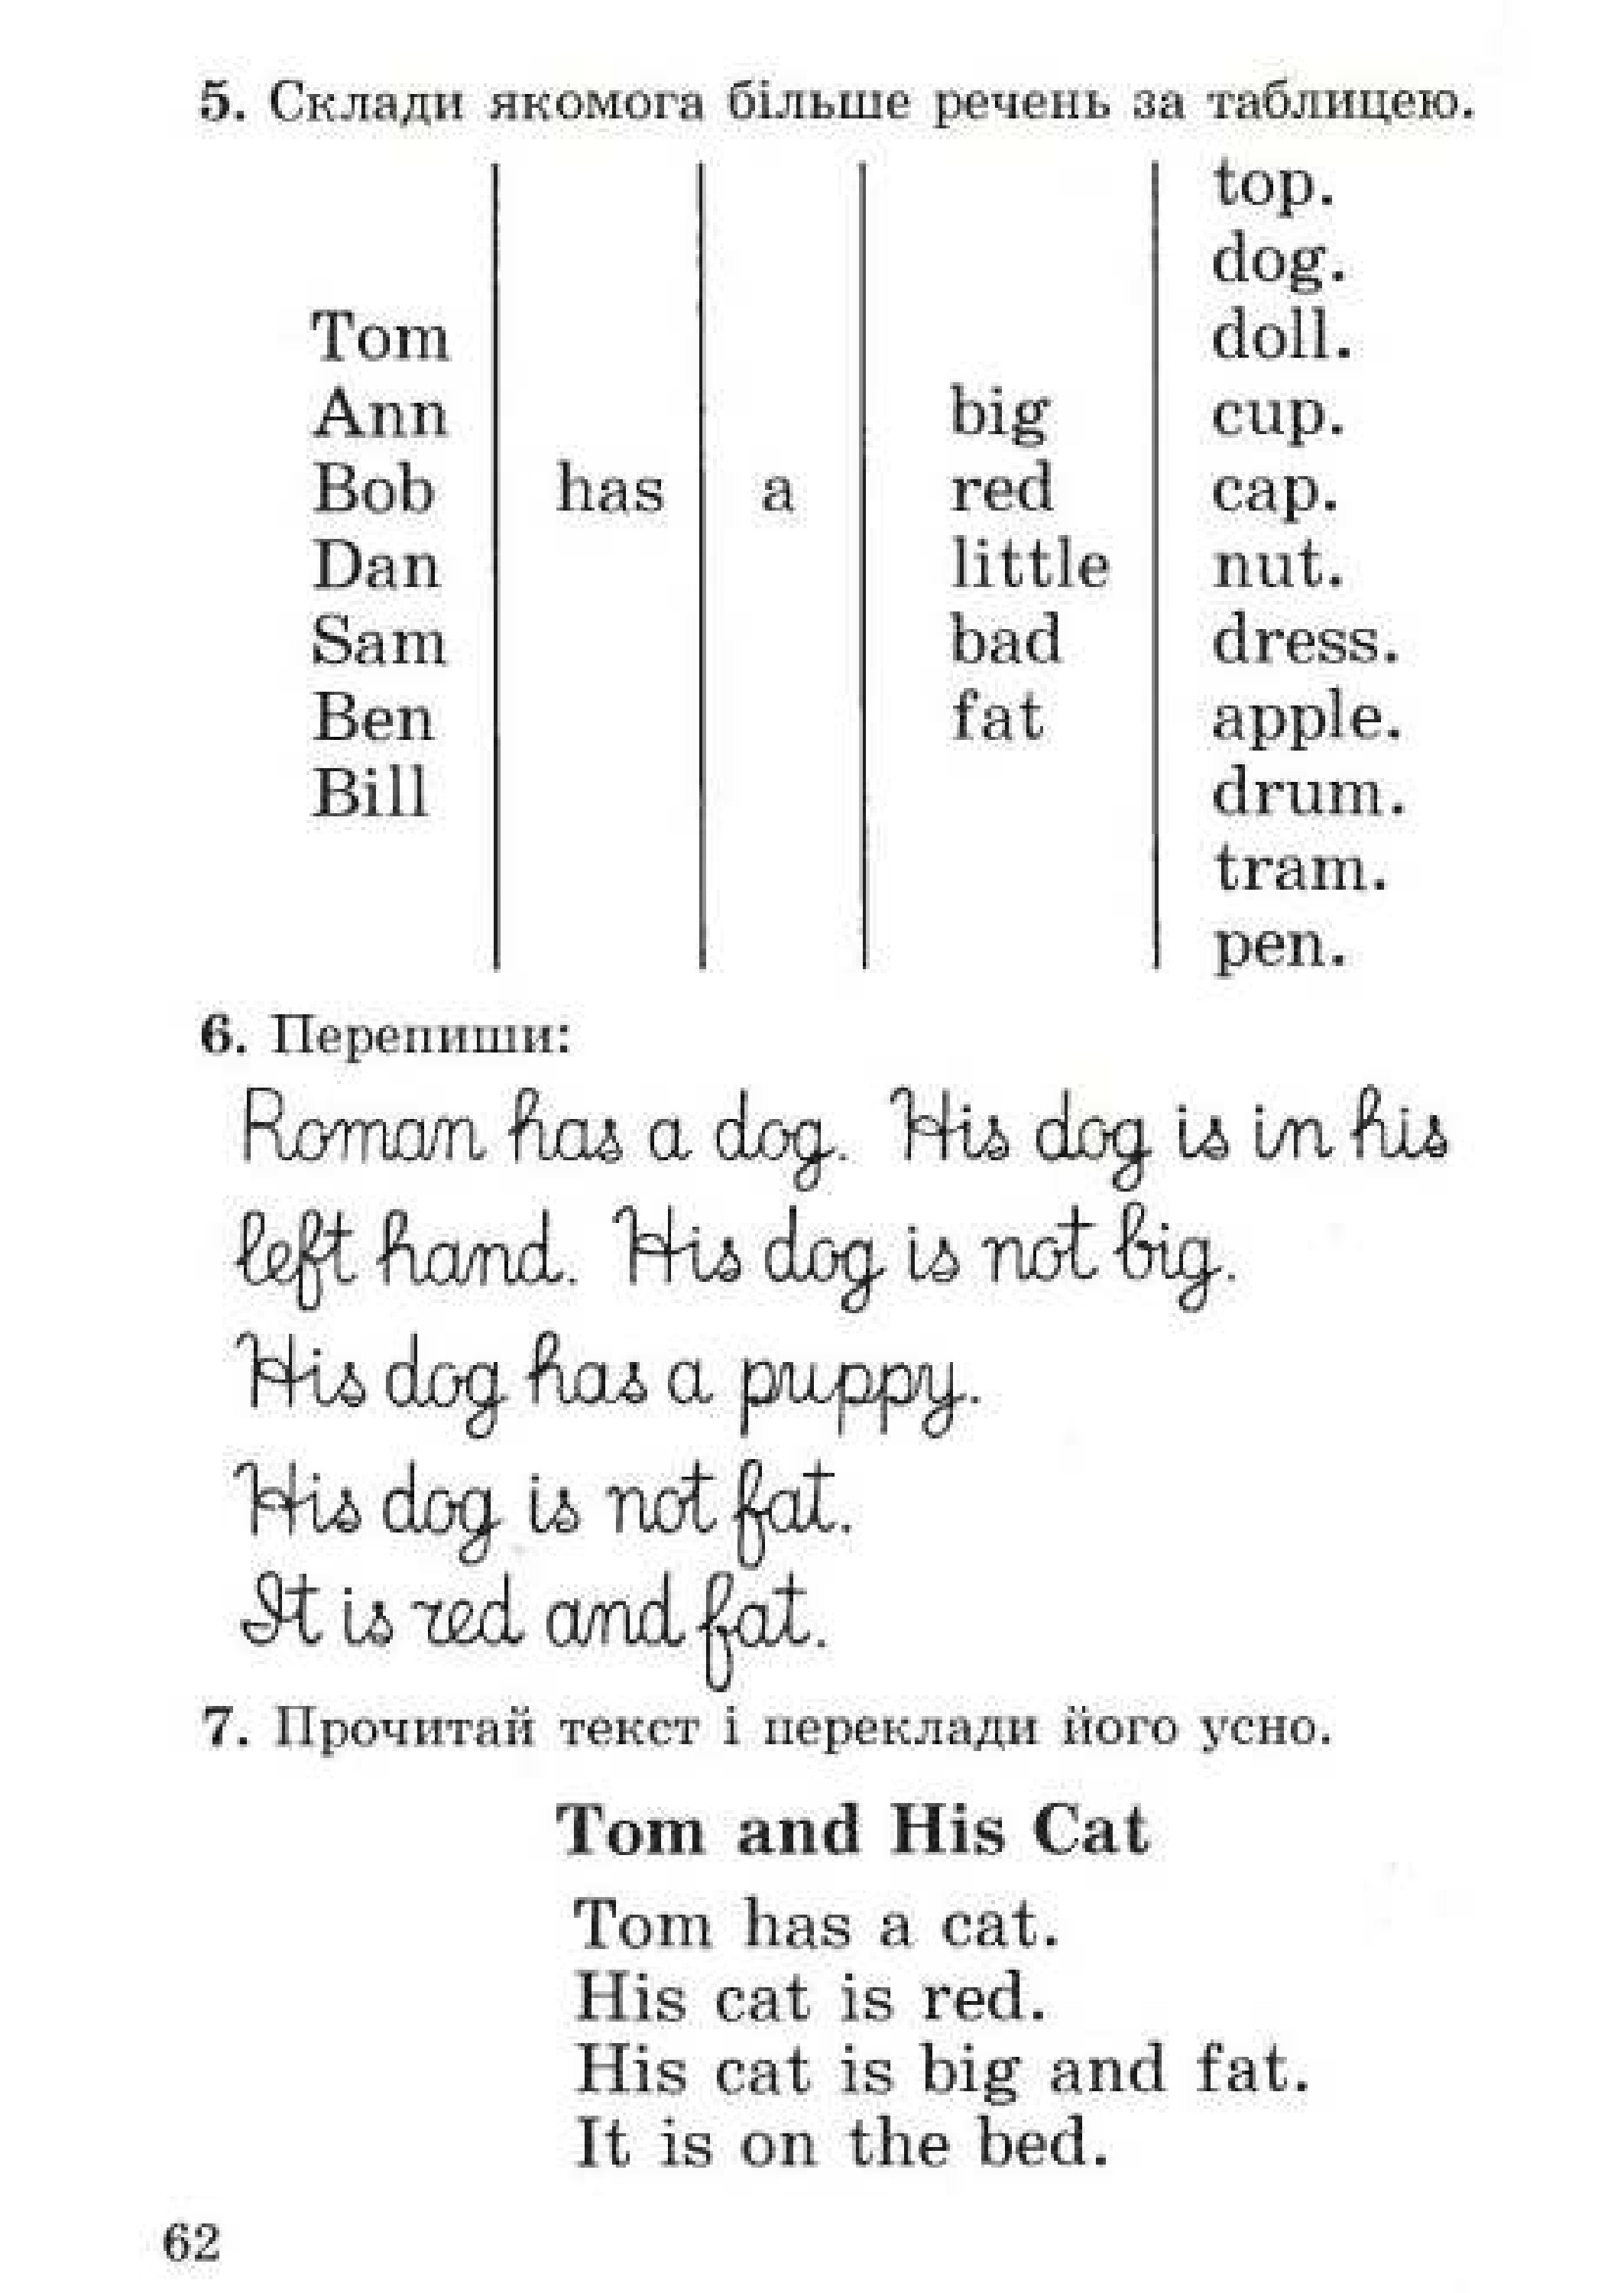 5. Склади якомога більше речень за таблицею.
top.
dog.
Tom doll.
Ann big cup.
Bob has a red cap.
Dan little nut.
Sam bad dress.
Ben fat apple.
Bill drum.
tram.
pen.
6. Перепиши:
Roman has a dog. His dog is in his
left hand. His dog is not big.
His dog has a puppy.
His dog is not fat.
It is red and fat.
7. Прочитай текст і переклади його усно.
Tom and His Cat
Tom has a cat.
His cat is red.
His cat is big and fat.
It is on the bed.
62